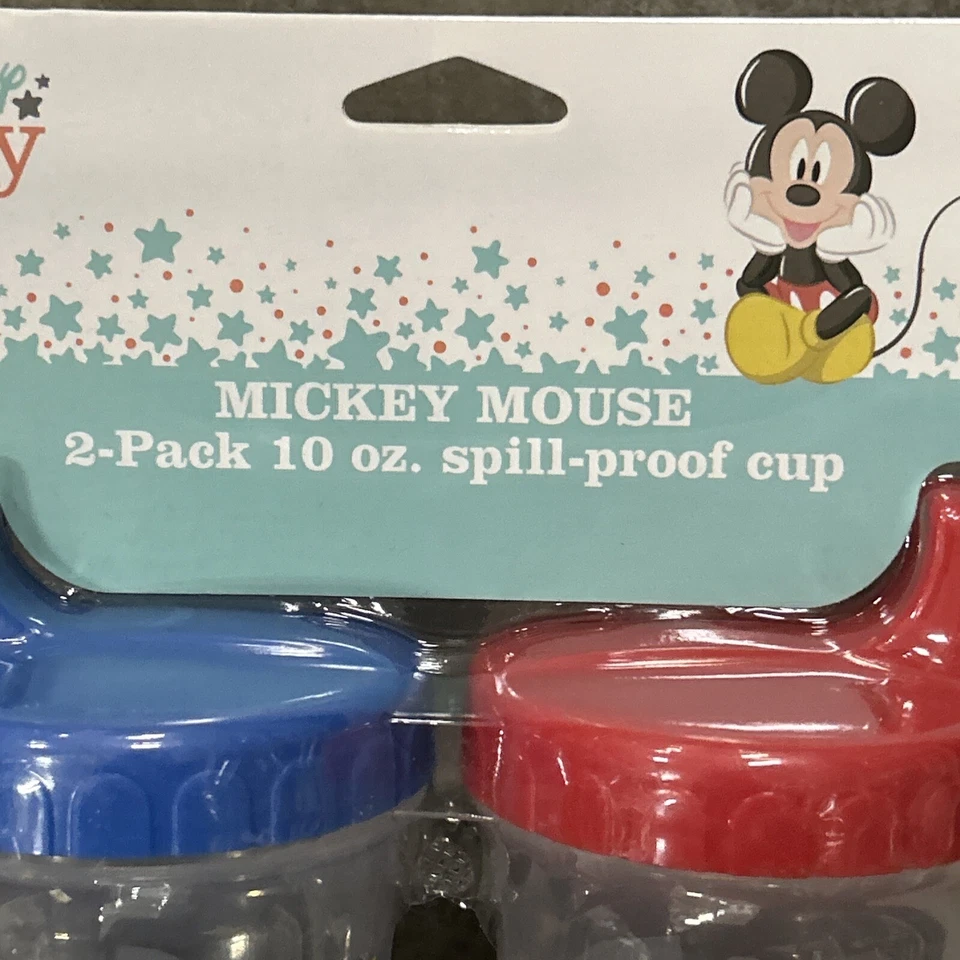 MICKEY MOUSE
2-Pack 10 oz. spill-proof cup